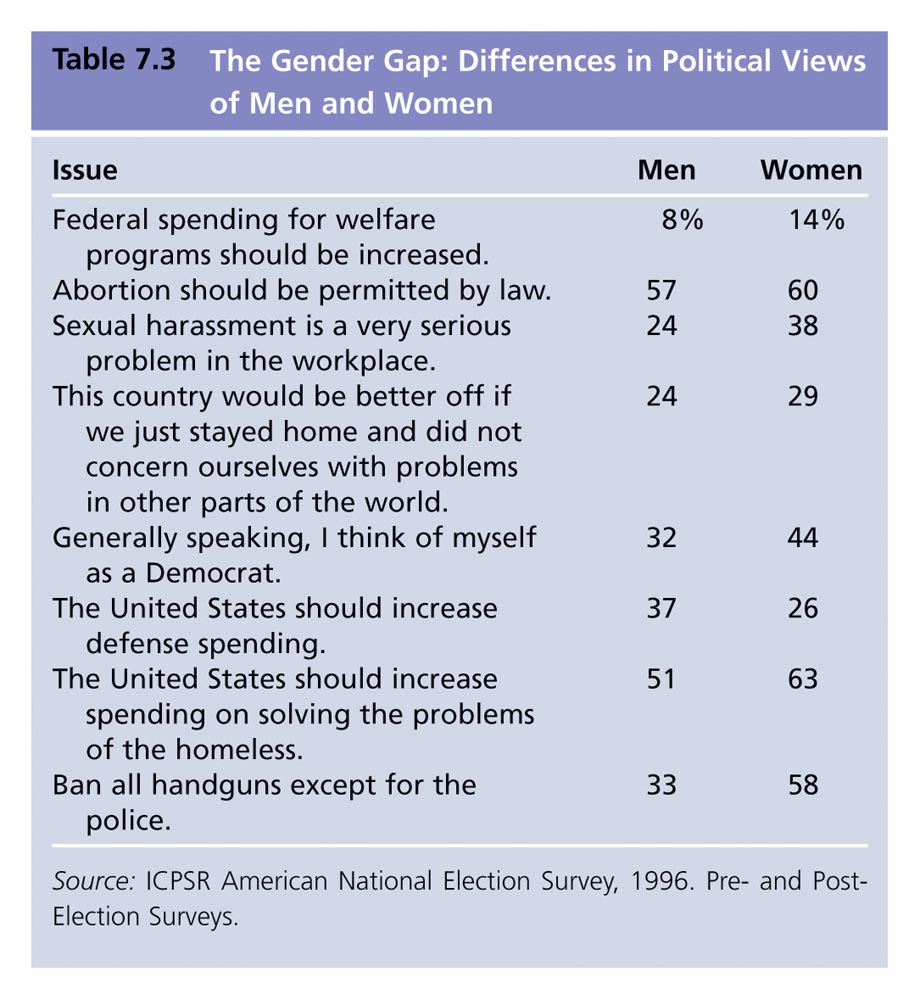 Table 7.3 The Gender Gap: Differences in Political Views
of Men and Women
Issue Men Women
Federal spending for welfare 8% 14%
programs should be increased.
Abortion should be permitted by law. 57 60
Sexual harassment is a very serious 24 38
problem in the workplace.
This country would be better off if 24 29
we just stayed home and did not
concern ourselves with problems
in other parts of the world.
Generally speaking, I think of myself 32 44
as a Democrat.
The United States should increase 37 26
defense spending.
The United States should increase 51 63
spending on solving the problems
of the homeless.
Ban all handguns except for the 33 58
police.
Source: ICPSR American National Election Survey, 1996. Pre- and Post-
Election Surveys.